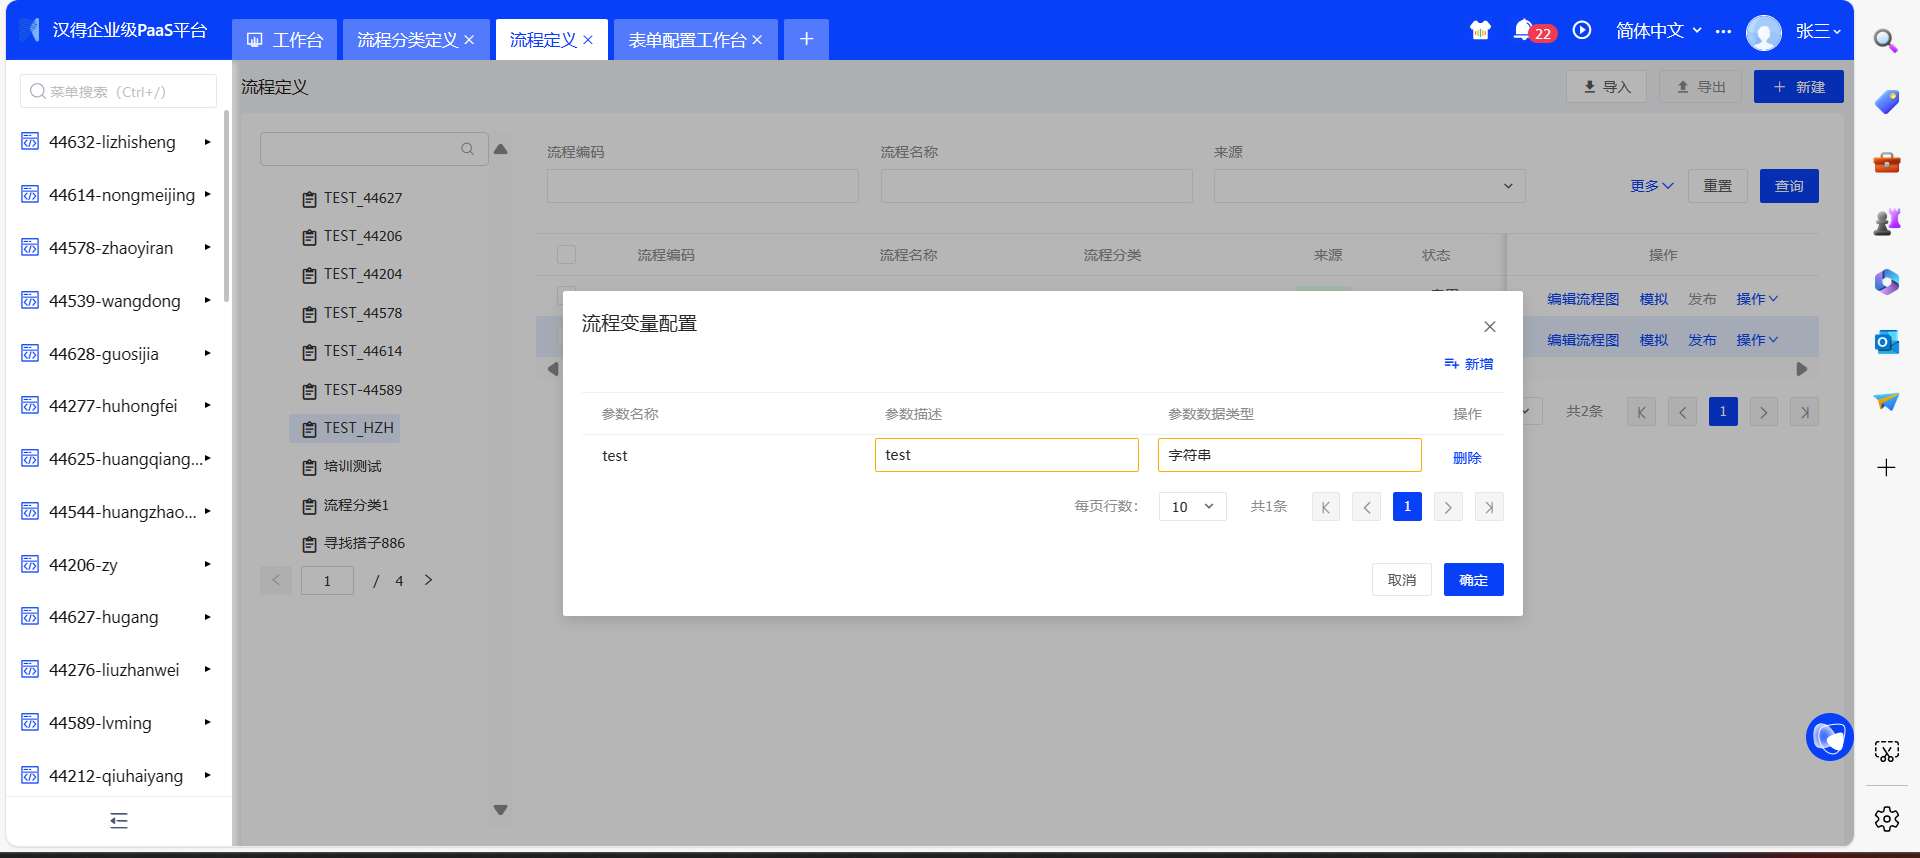 汉得企业级PaaS平台
工作台
流程分类定义
流程定义
表单配置工作台
22
简体中文
张三
菜单搜索（Ctrl+/）
44632-lizhisheng
44614-nongmeijing
44578-zhaoyiran
44539-wangdong
44628-guosijia
44277-huhongfei
44625-huangqiang...
44544-huangzhao...
44206-zy
44627-hugang
44276-liuzhanwei
44589-lvming
44212-qiuhaiyang
流程定义
导入
导出
新建
TEST_44627
TEST_44206
TEST_44204
TEST_44578
TEST_44614
TEST-44589
TEST_HZH
培训测试
流程分类1
寻找搭子886
1 / 4
流程编码
流程名称
来源
更多
重置
查询
流程编码 流程名称 流程分类 来源 状态 操作
编辑流程图 模拟 发布 操作
编辑流程图 模拟 发布 操作
共2条
1
流程变量配置
新增
参数名称 参数描述 参数数据类型 操作
test test 字符串 删除
每页行数: 10 共1条 1
取消
确定